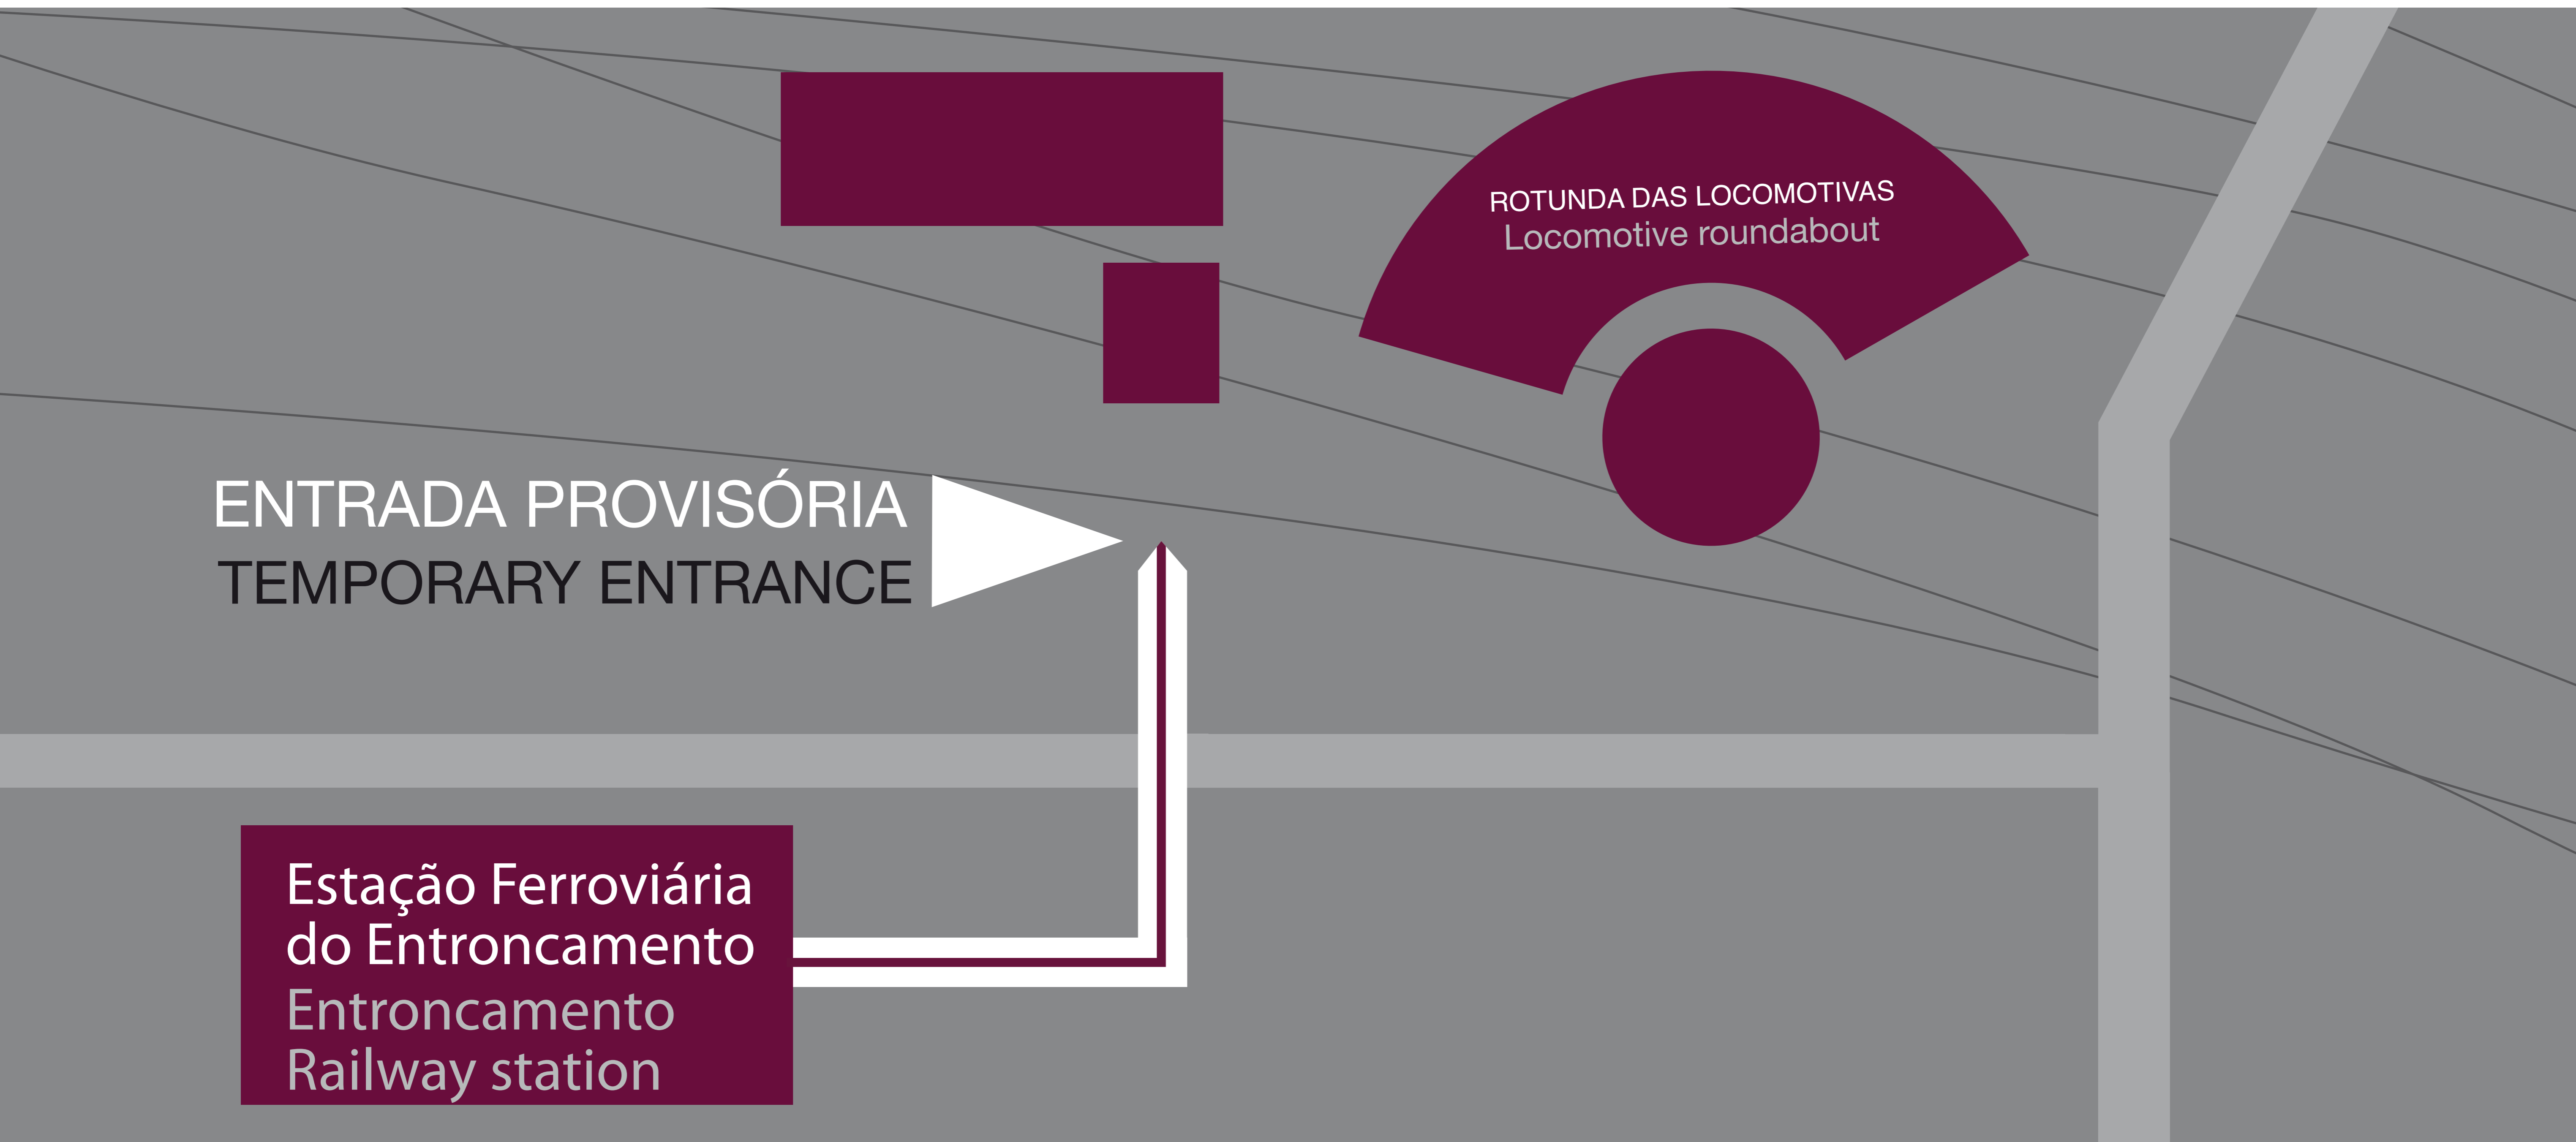 ROTUNDA DAS LOCOMOTIVAS
Locomotive roundabout
ENTRADA PROVISÓRIA
TEMPORARY ENTRANCE
Estação Ferroviária
do Entroncamento
Entroncamento
Railway station